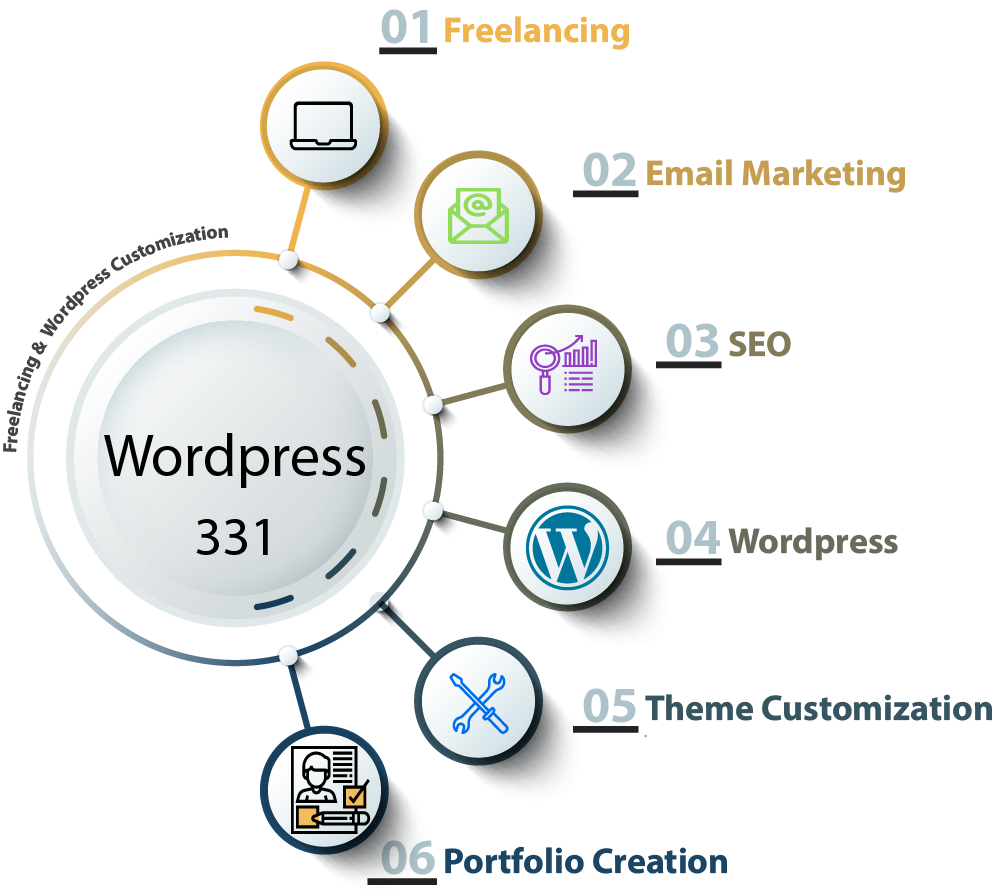 01 Freelancing
02 Email Marketing
Freelancing & Wordpress Customization
03 SEO
Wordpress
331
04 Wordpress
05 Theme Customization
06 Portfolio Creation